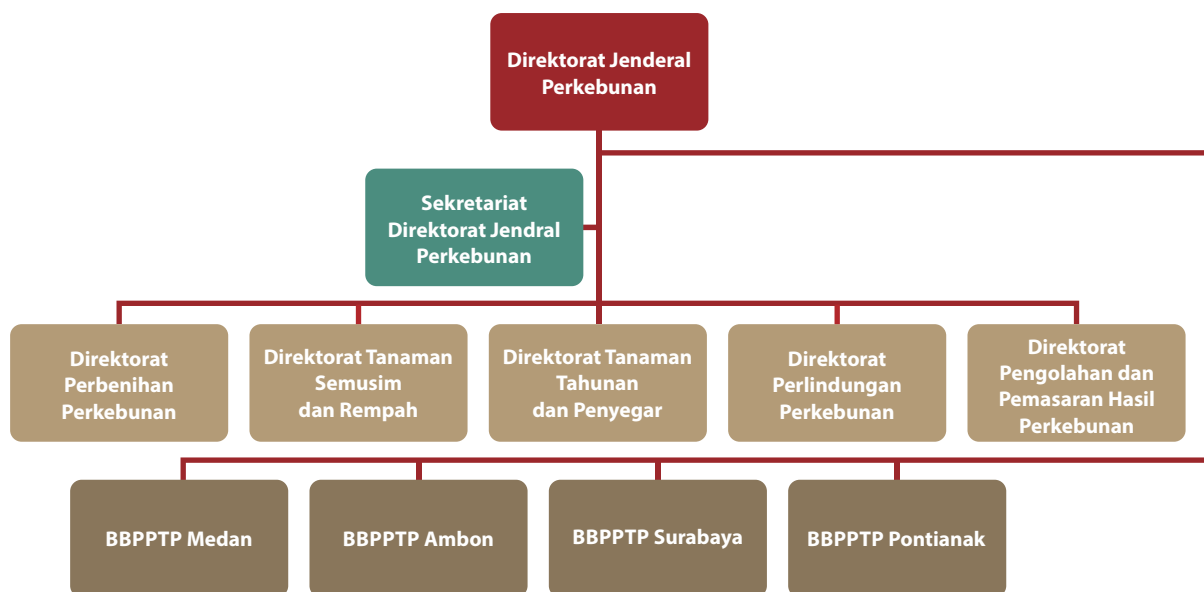 Direktorat Jenderal
Perkebunan
Sekretariat
Direktorat Jendral
Perkebunan
Direktorat
Perbenihan
Perkebunan
Direktorat Tanaman
Semusim
dan Rempah
Direktorat Tanaman
Tahunan
dan Penyegar
Direktorat
Perlindungan
Perkebunan
Direktorat
Pengolahan dan
Pemasaran Hasil
Perkebunan
BBPPTP Medan
BBPPTP Ambon
BBPPTP Surabaya
BBPPTP Pontianak